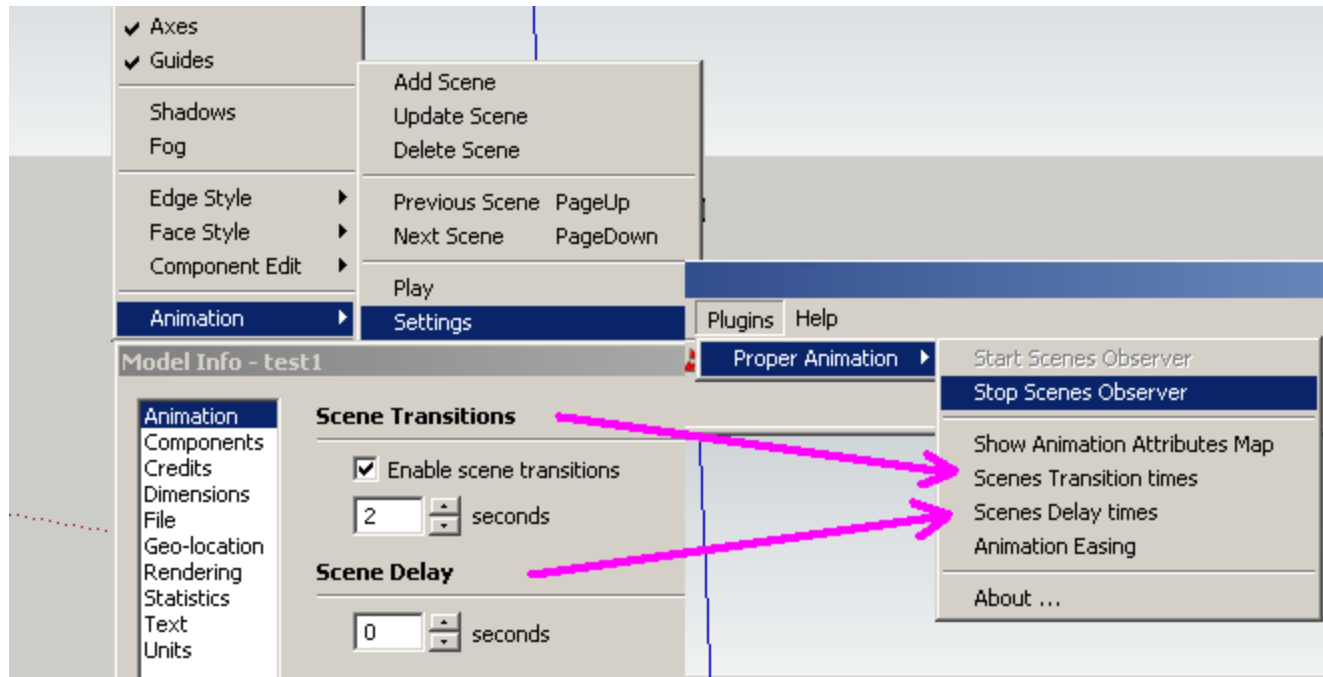 Axes
Guides
Shadows
Fog
Edge Style
Face Style
Component Edit
Animation
Add Scene
Update Scene
Delete Scene
Previous Scene PageUp
Next Scene PageDown
Play
Settings
Plugins Help
Proper Animation
Start Scenes Observer
Stop Scenes Observer
Show Animation Attributes Map
Scenes Transition times
Scenes Delay times
Animation Easing
About ...
Model Info - test1
Animation
Components
Credits
Dimensions
File
Geo-location
Rendering
Statistics
Text
Units
Scene Transitions
Enable scene transitions
2 seconds
Scene Delay
0 seconds